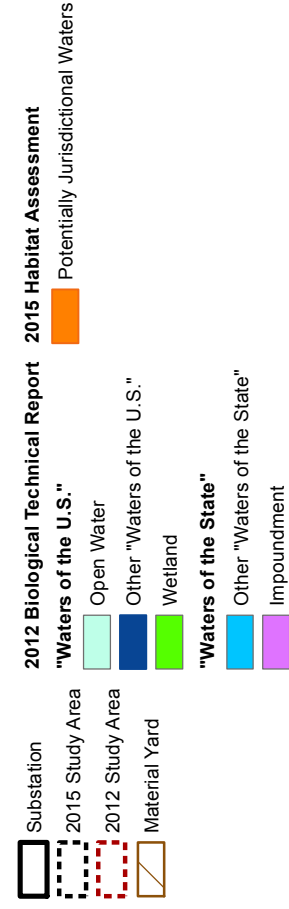 Substation
2015 Study Area
2012 Study Area
Material Yard
2012 Biological Technical Report
"Waters of the U.S."
Open Water
Other "Waters of the U.S."
Wetland
"Waters of the State"
Other "Waters of the State"
Impoundment
2015 Habitat Assessment
Potentially Jurisdictional Waters